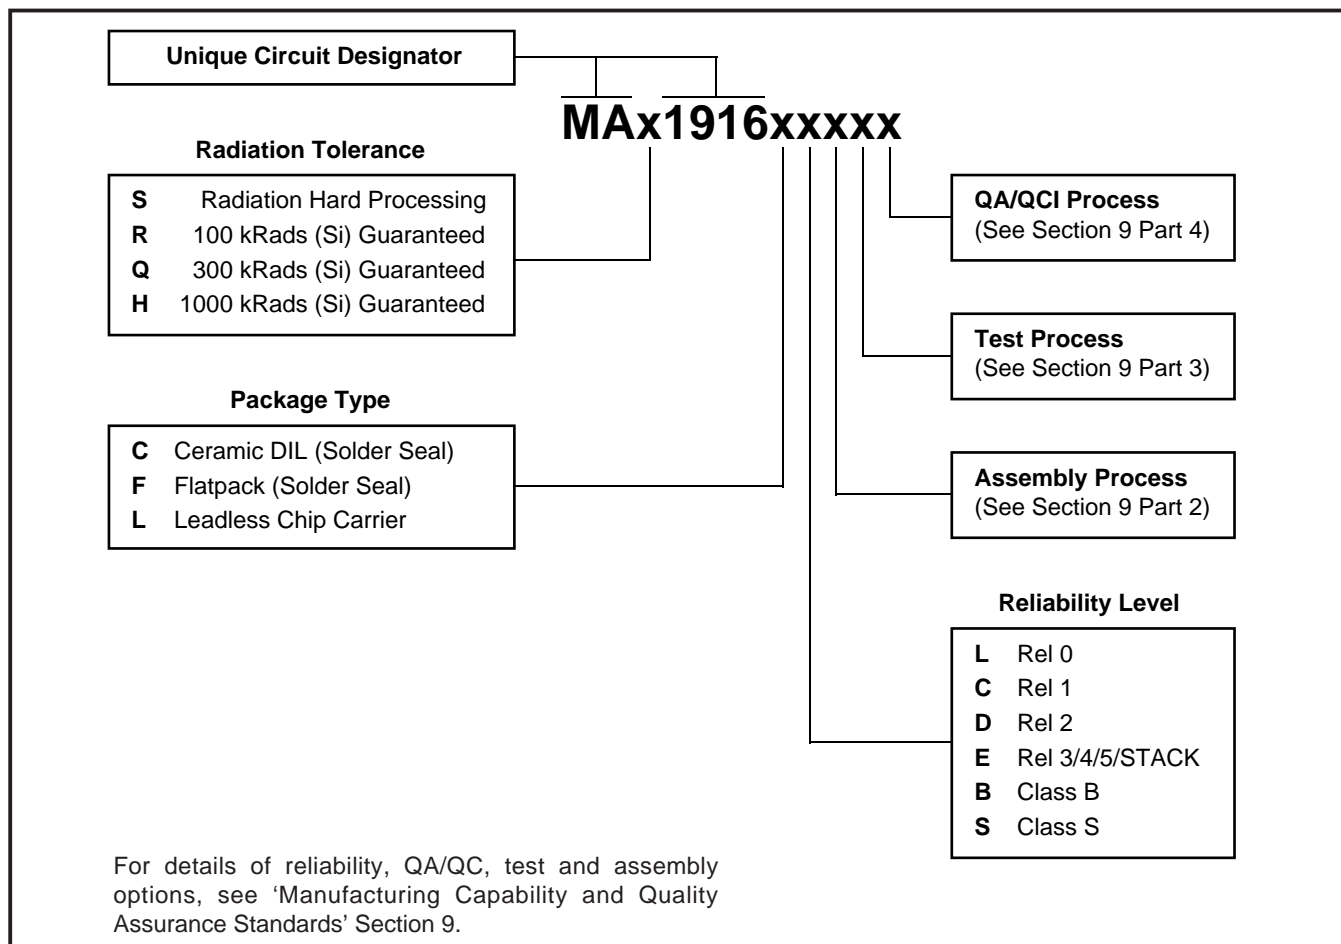 Unique Circuit Designator
MAx1916xxxxx
Radiation Tolerance
S Radiation Hard Processing
R 100 kRads (Si) Guaranteed
Q 300 kRads (Si) Guaranteed
H 1000 kRads (Si) Guaranteed
Package Type
C Ceramic DIL (Solder Seal)
F Flatpack (Solder Seal)
L Leadless Chip Carrier
QA/QCI Process
(See Section 9 Part 4)
Test Process
(See Section 9 Part 3)
Assembly Process
(See Section 9 Part 2)
Reliability Level
L Rel 0
C Rel 1
D Rel 2
E Rel 3/4/5/STACK
B Class B
S Class S
For details of reliability, QA/QC, test and assembly
options, see ‘Manufacturing Capability and Quality
Assurance Standards’ Section 9.